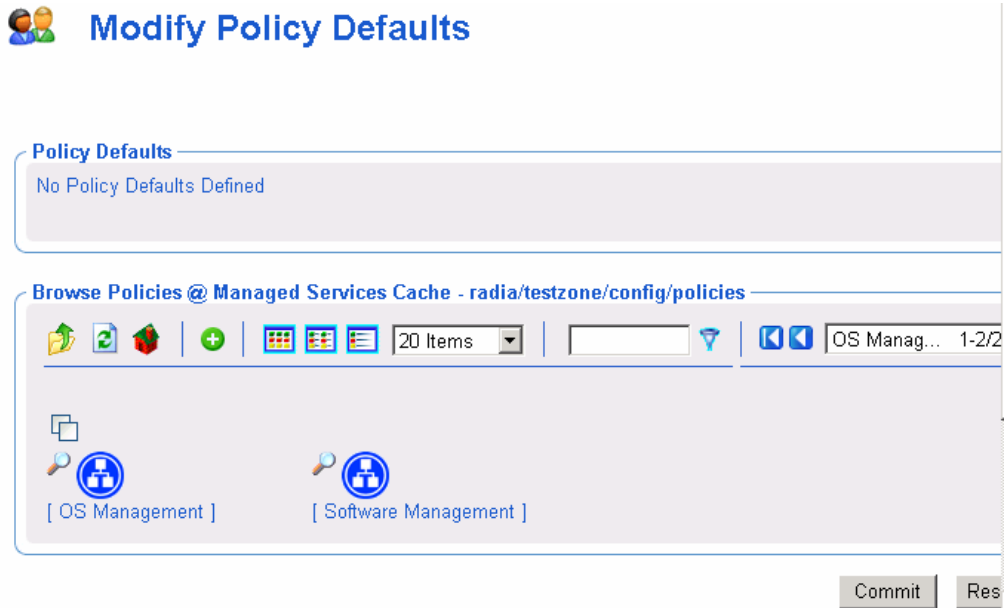 Modify Policy Defaults
Policy Defaults
No Policy Defaults Defined
Browse Policies @ Managed Services Cache - radia/testzone/config/policies
20 Items OS Manag... 1-2/2
[ OS Management ] [ Software Management ]
Commit Res